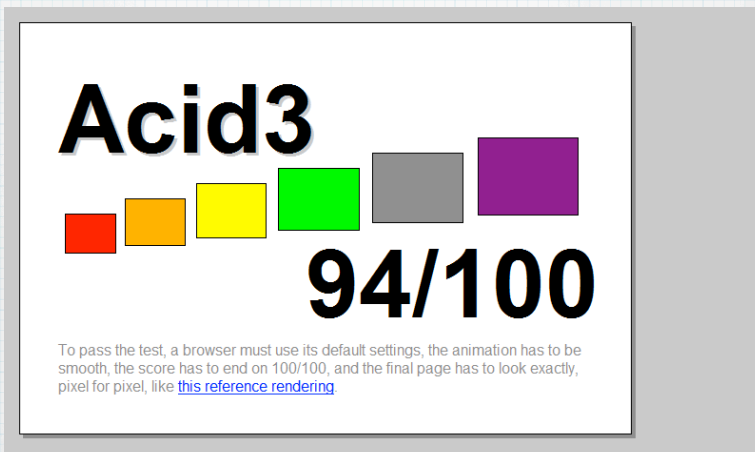 Acid3
94/100
To pass the test, a browser must use its default settings, the animation has to be
smooth, the score has to end on 100/100, and the final page has to look exactly,
pixel for pixel, like this reference rendering.